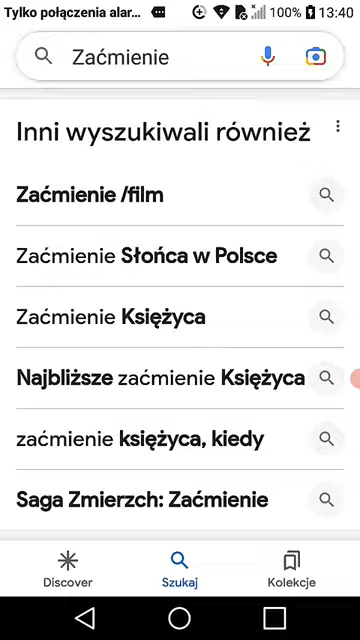 Tylko połączenia alar... 100% 13:40
Zaćmienie
Inni wyszukiwali również
Zaćmienie /film
Zaćmienie Słońca w Polsce
Zaćmienie Księżyca
Najbliższe zaćmienie Księżyca
zaćmienie księżyca, kiedy
Saga Zmierzch: Zaćmienie
Discover Szukaj Kolekcje